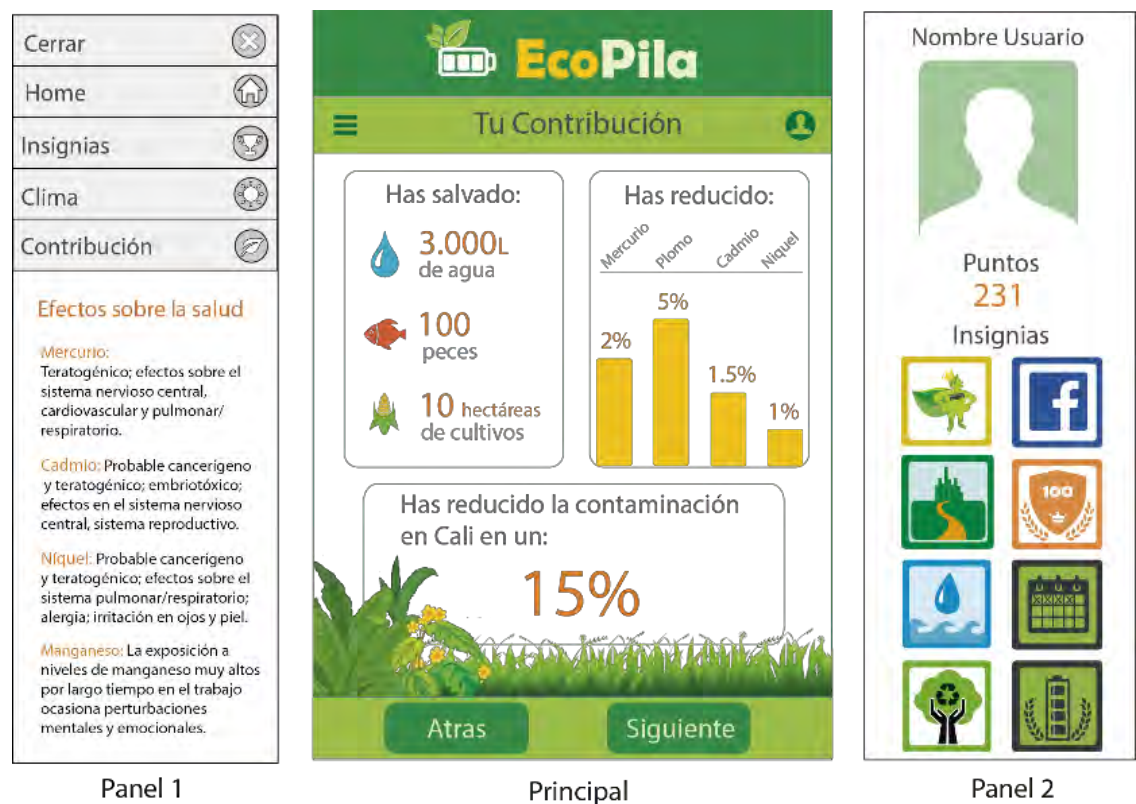 Cerrar
Home
Insignias
Clima
Contribución
Efectos sobre la salud
Mercurio:
Teratogénico; efectos sobre el
sistema nervioso central,
cardiovascular y pulmonar/
respiratorio.
Cadmio: Probable cancerígeno
y teratogénico; embriotóxico;
efectos en el sistema nervioso
central, sistema reproductivo.
Níquel: Probable cancerígeno
y teratogénico; efectos sobre el
sistema pulmonar/respiratorio;
alergia; irritación en ojos y piel.
Manganeso: La exposición a
niveles de manganeso muy altos
por largo tiempo en el trabajo
ocasiona perturbaciones
mentales y emocionales.
Panel 1
EcoPila
Tu Contribución
Has salvado:
3.000L
de agua
100
peces
10 hectáreas
de cultivos
Has reducido:
Mercurio Plomo Cadmio Niquel
2% 5% 1.5% 1%
Has reducido la contaminación
en Cali en un:
15%
Atras Siguiente
Principal
Nombre Usuario
Puntos
231
Insignias
f
100
XXXXX
Panel 2